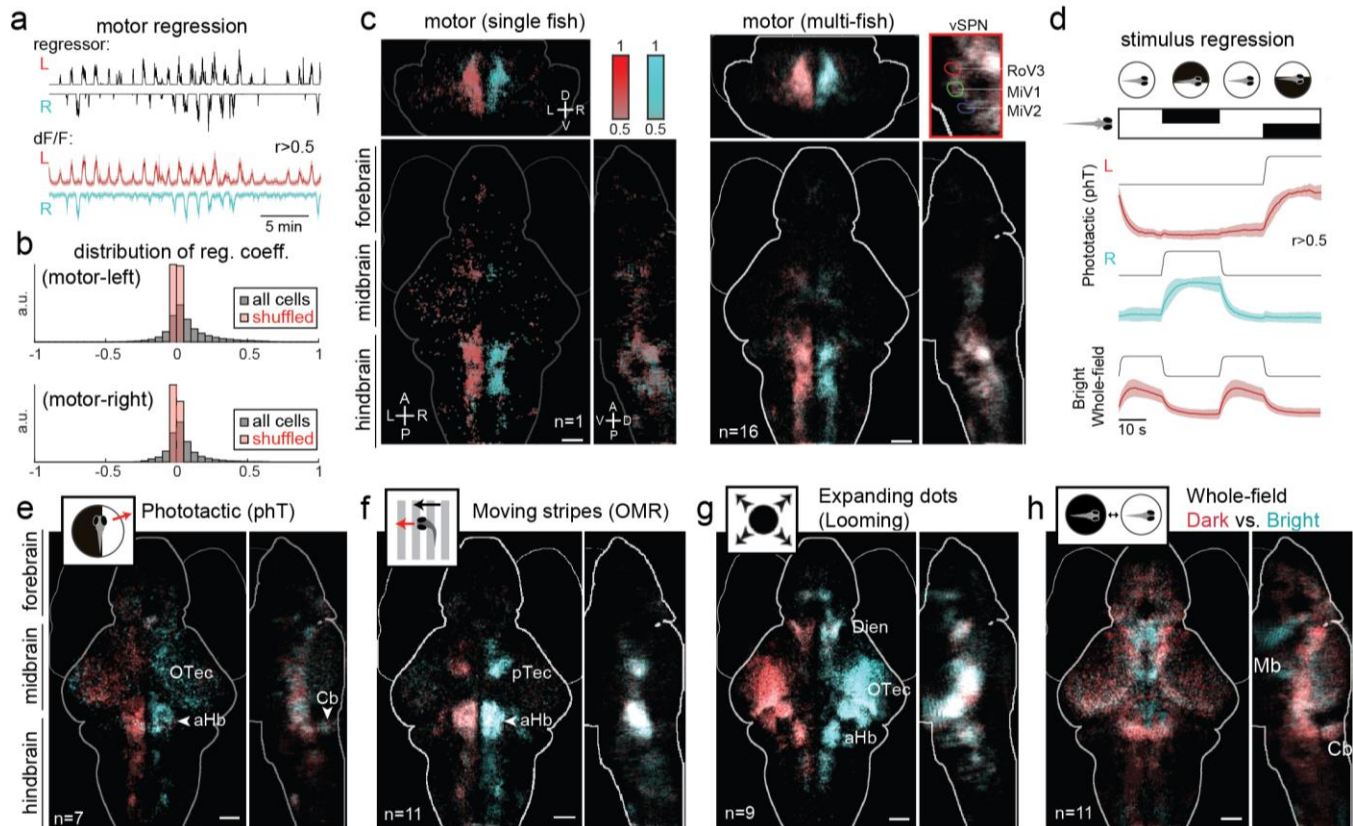 a
motor regression
regressor:
L
R
dF/F:
r>0.5
L
R
5 min
b
distribution of reg. coeff.
(motor-left)
a.u.
all cells
shuffled
-1 -0.5 0 0.5 1
(motor-right)
a.u.
all cells
shuffled
-1 -0.5 0 0.5 1
c
motor (single fish)
1 1
0.5 0.5
D
L R
V
forebrain
midbrain
hindbrain
A
L R
P
n=1
A
V D
P
motor (multi-fish)
vSPN
RoV3
MiV1
MiV2
n=16
d
stimulus regression
Phototactic (phT)
L
r>0.5
R
Bright
Whole-field
10 s
e
Phototactic (phT)
forebrain
midbrain
hindbrain
OTec
aHb
Cb
n=7
f
Moving stripes (OMR)
pTec
aHb
n=11
g
Expanding dots
(Looming)
Dien
OTec
aHb
n=9
h
Whole-field
Dark vs. Bright
Mb
Cb
n=11